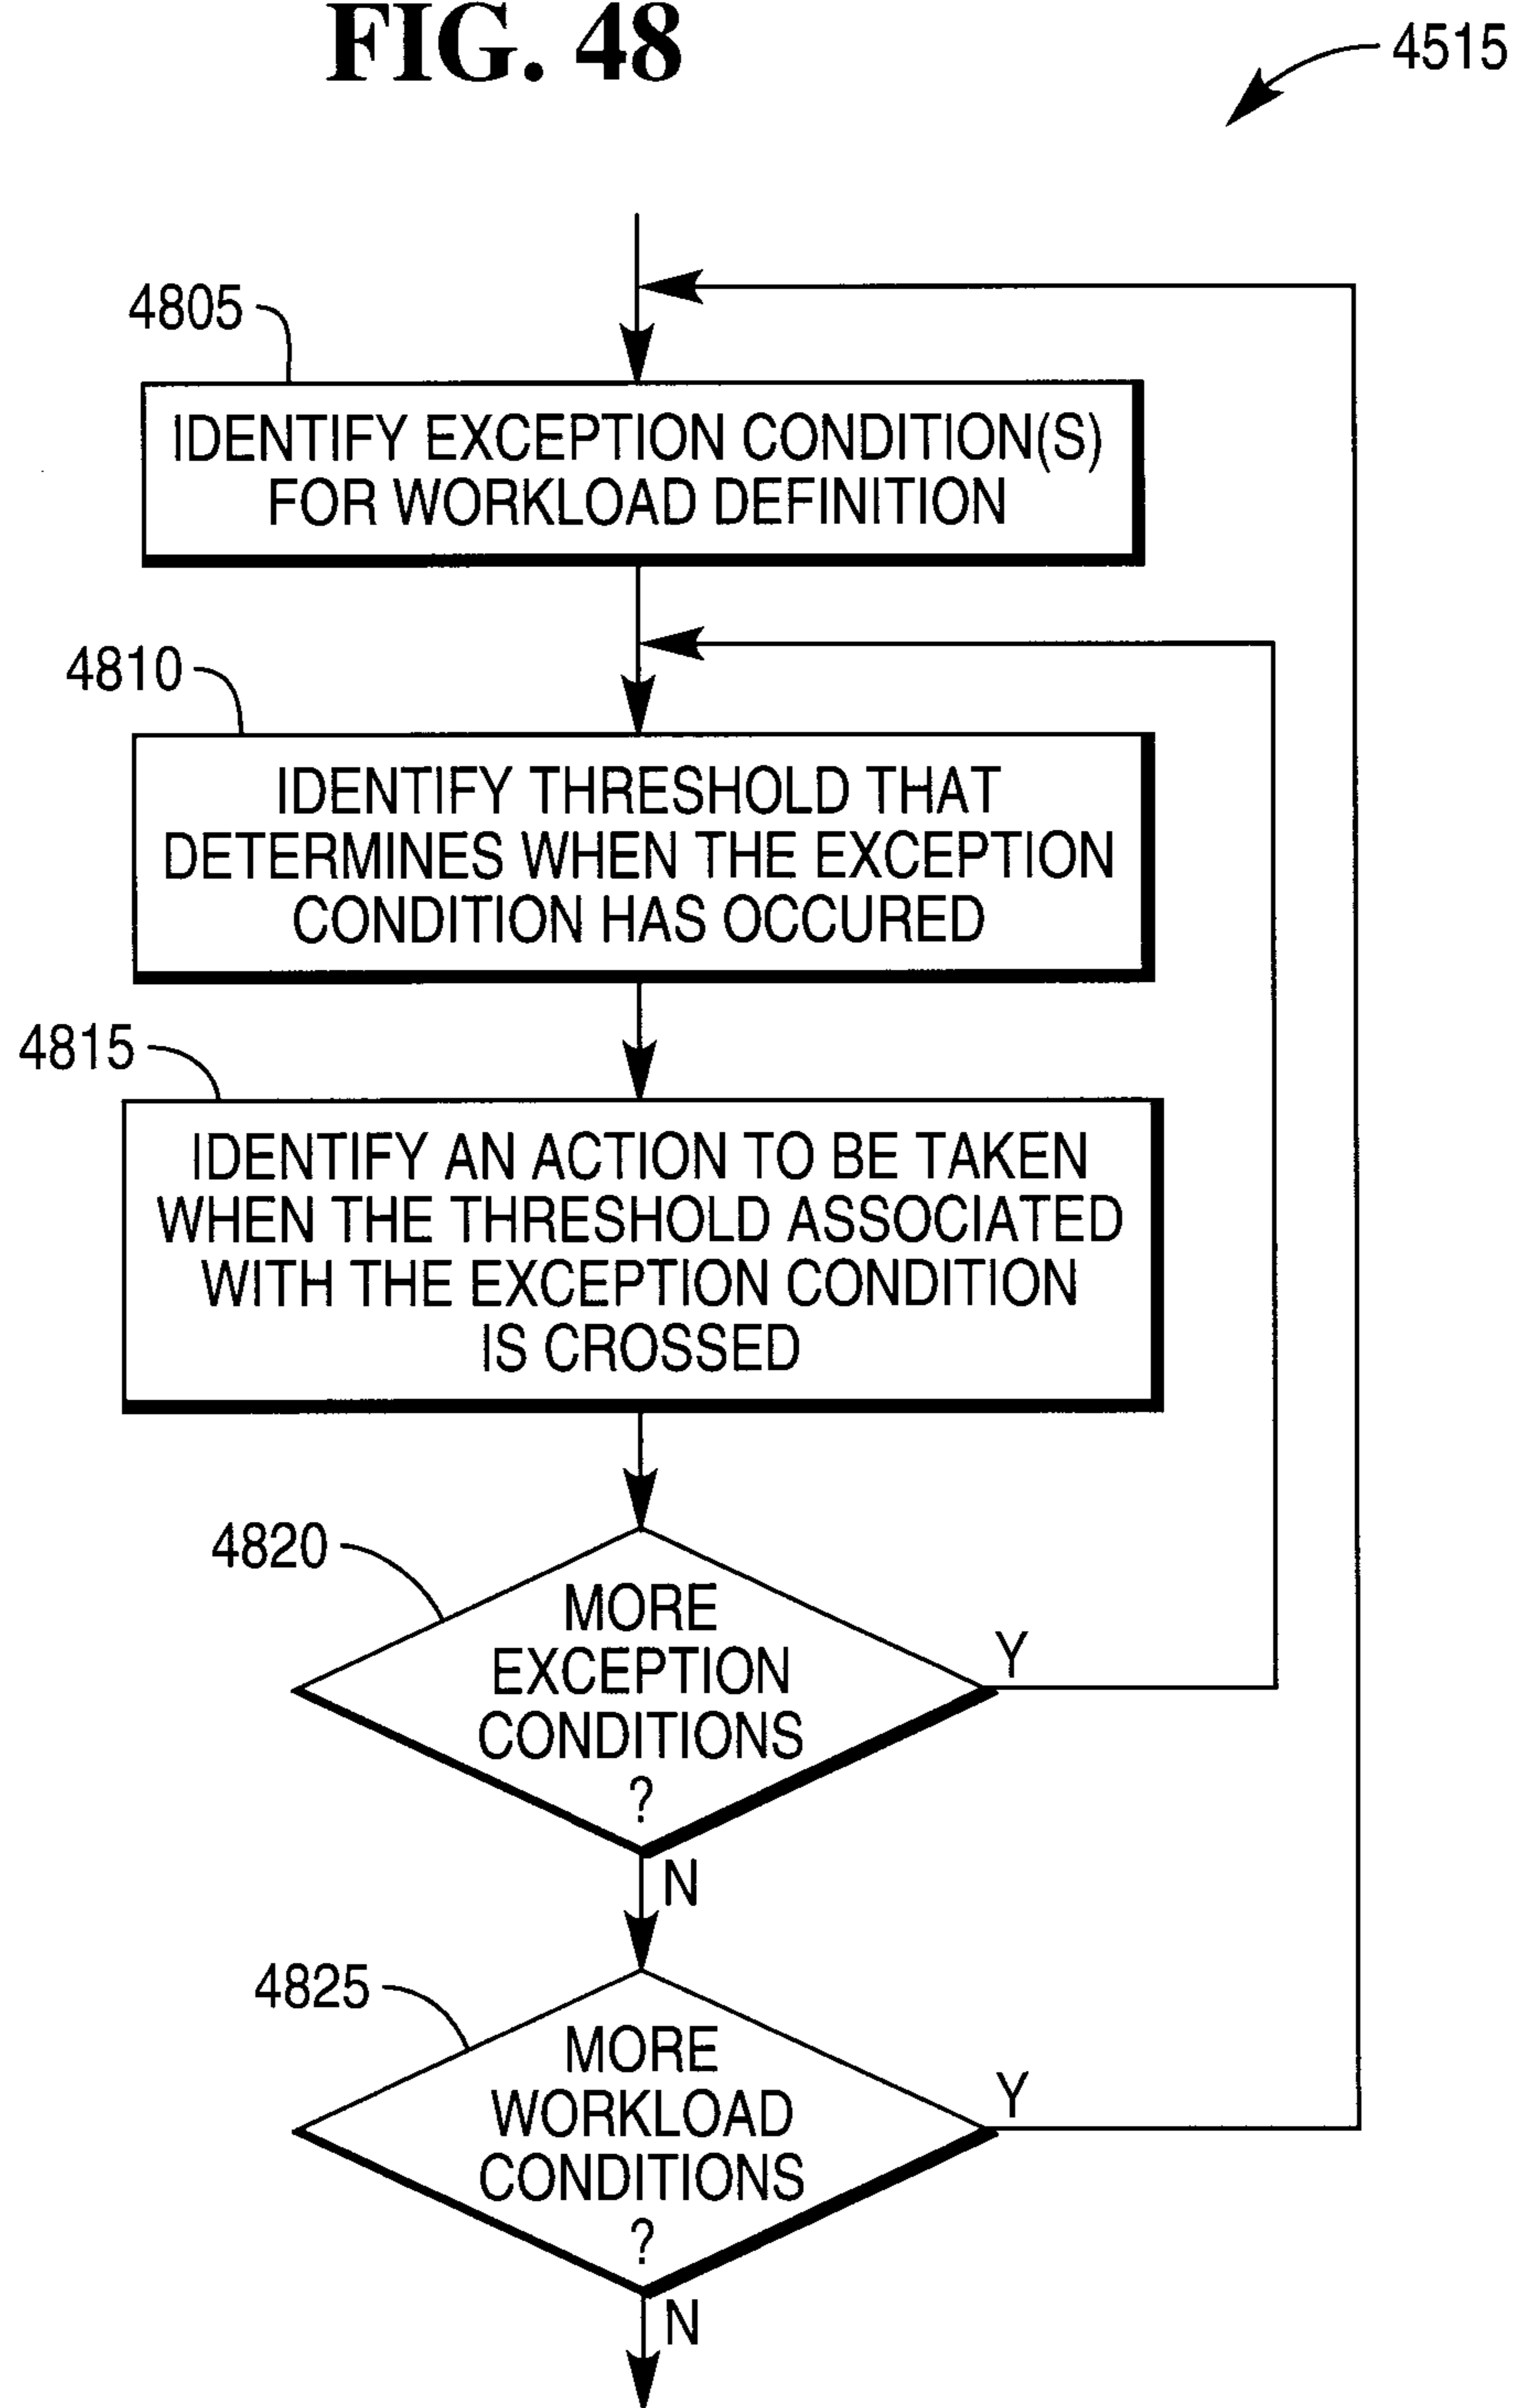 FIG. 48
4515
4805
IDENTIFY EXCEPTION CONDITION(S)
FOR WORKLOAD DEFINITION
4810
IDENTIFY THRESHOLD THAT
DETERMINES WHEN THE EXCEPTION
CONDITION HAS OCCURED
4815
IDENTIFY AN ACTION TO BE TAKEN
WHEN THE THRESHOLD ASSOCIATED
WITH THE EXCEPTION CONDITION
IS CROSSED
4820
MORE
EXCEPTION
CONDITIONS
?
Y
N
4825
MORE
WORKLOAD
CONDITIONS
?
Y
N